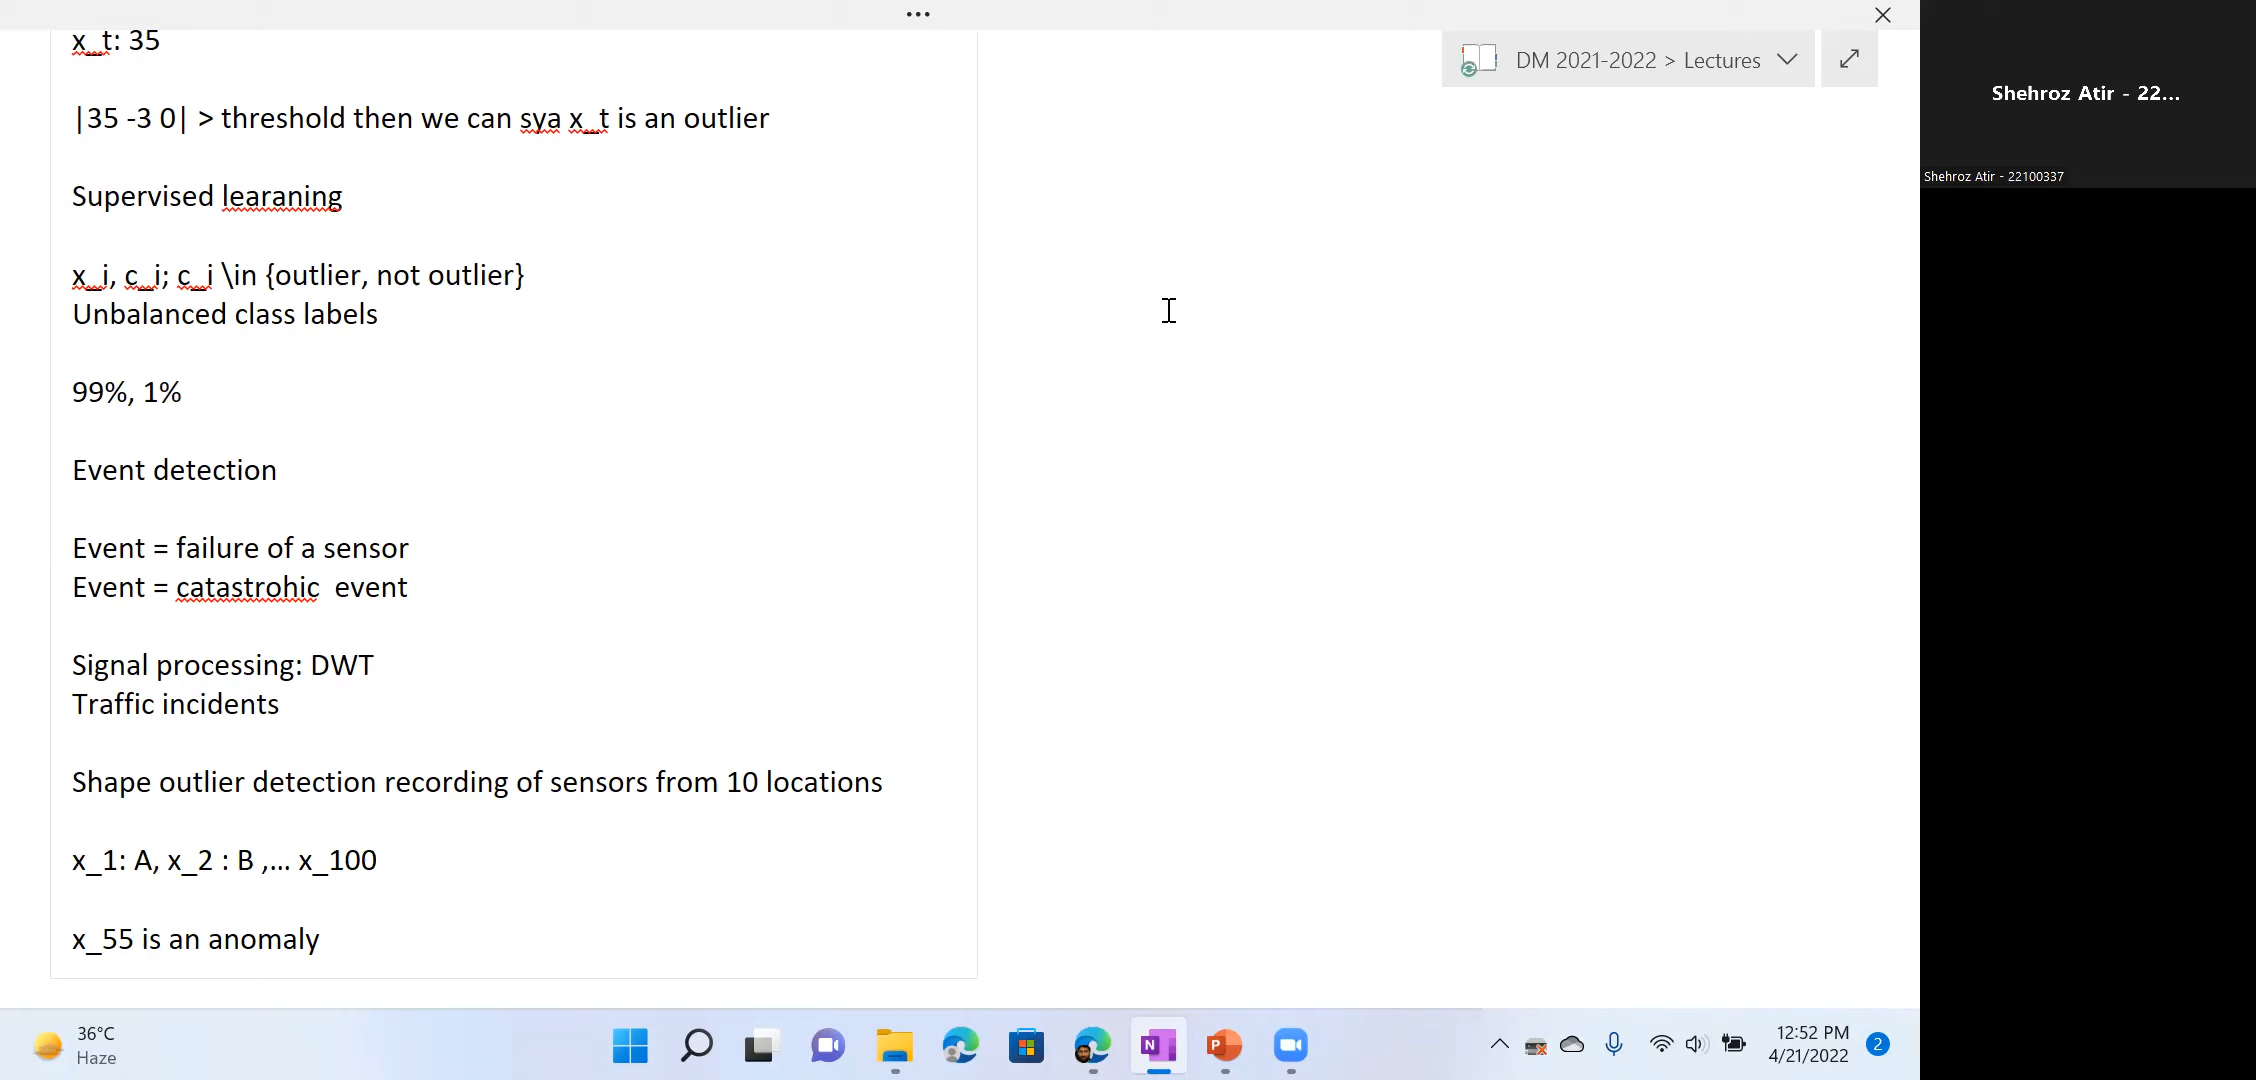 x_t: 35
DM 2021-2022 > Lectures
Shehroz Atir - 22...
|35 -3 0| > threshold then we can sya x_t is an outlier
Shehroz Atir - 22100337
Supervised learaning
x_i, c_i; c_i \in {outlier, not outlier}
Unbalanced class labels
99%, 1%
Event detection
Event = failure of a sensor
Event = catastrohic  event
Signal processing: DWT
Traffic incidents
Shape outlier detection recording of sensors from 10 locations
x_1: A, x_2 : B ,... x_100
x_55 is an anomaly
36°C
Haze
N
P
12:52 PM
4/21/2022
2